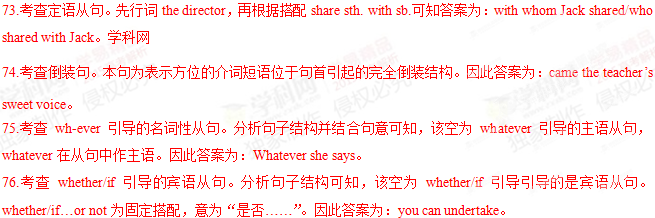 73.考查定语从句。先行词 the director，再根据搭配 share sth. with sb.可知答案为：with whom Jack shared/who
shared with Jack。学科网
74.考查倒装句。本句为表示方位的介词短语位于句首引起的完全倒装结构。因此答案为：came the teacher’s
sweet voice。
75.考查 wh-ever 引导的名词性从句。分析句子结构并结合句意可知，该空为 whatever 引导的主语从句，
whatever 在从句中作主语。因此答案为：Whatever she says。
76.考查 whether/if 引导的宾语从句。分析句子结构可知，该空为 whether/if 引导引导的是宾语从句。
whether/if…or not 为固定搭配，意为“是否……”。因此答案为：you can undertake。